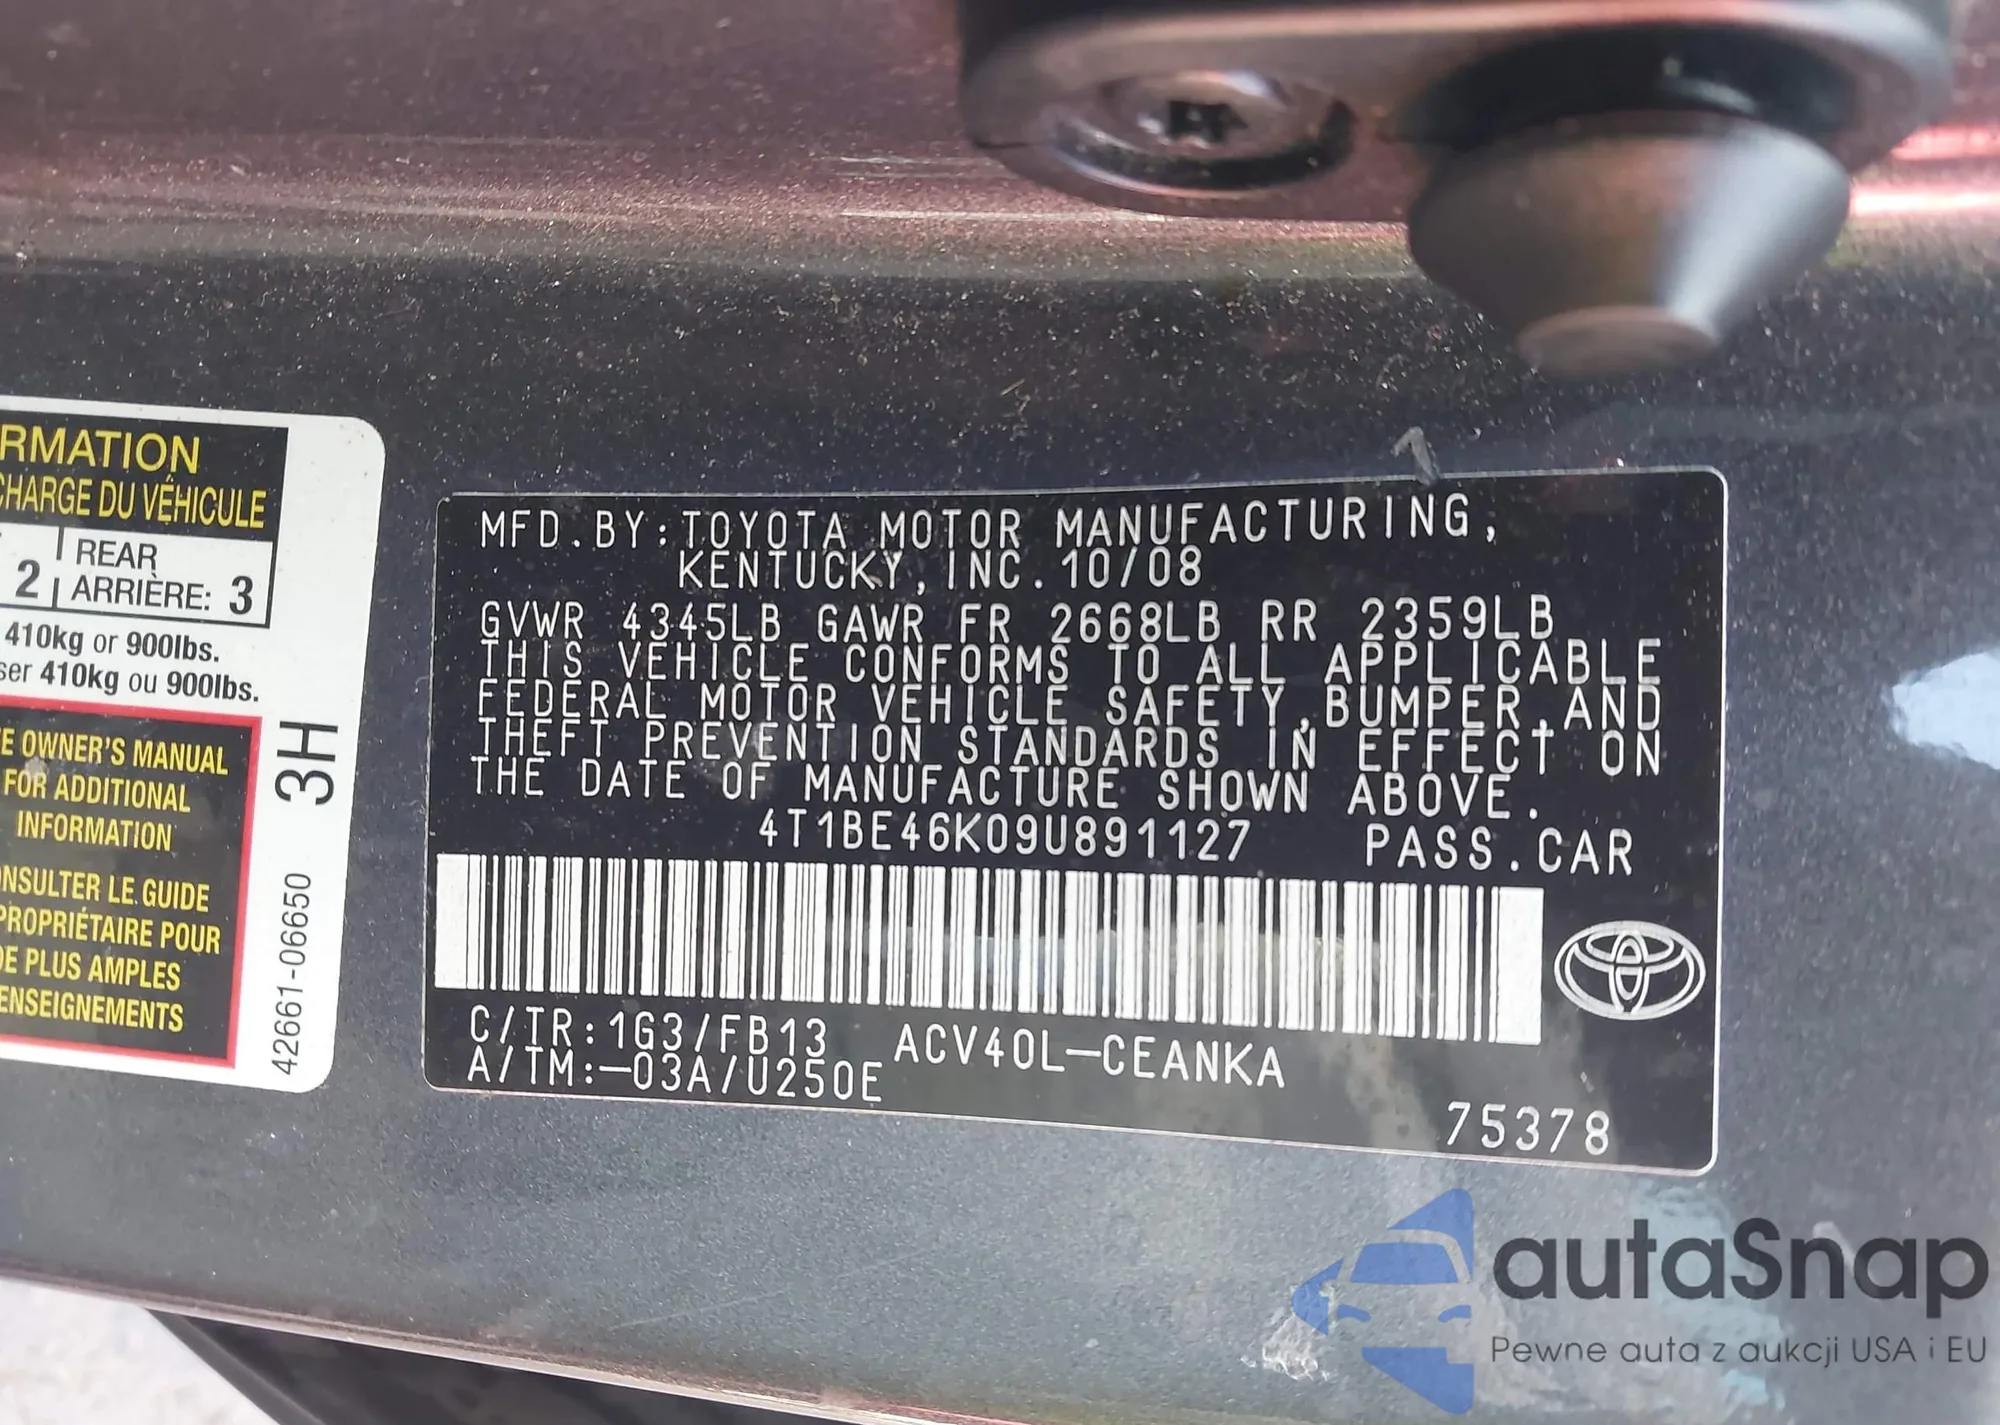 RMATION
CHARGE DU VÉHICULE
2 REAR
ARRIÈRE: 3
410kg or 900lbs.
ser 410kg ou 900lbs.
E OWNER'S MANUAL
FOR ADDITIONAL
INFORMATION
ONSULTER LE GUIDE
PROPRIÉTAIRE POUR
DE PLUS AMPLES
ENSEIGNEMENTS
3H
42661-06650
MFD.BY:TOYOTA MOTOR MANUFACTURING,
KENTUCKY,INC.10/08
GVWR 4345LB GAWR FR 2668LB RR 2359LB
THIS VEHICLE CONFORMS TO ALL APPLICABLE
FEDERAL MOTOR VEHICLE SAFETY,BUMPER,AND
THEFT PREVENTION STANDARDS IN EFFECT ON
THE DATE OF MANUFACTURE SHOWN ABOVE.
4T1BE46K09U891127 PASS.CAR
C/TR:1G3/FB13 ACV40L-CEANKA
A/TM:-03A/U250E
75378
autaSnap
Pewne auta z aukcji USA i EU